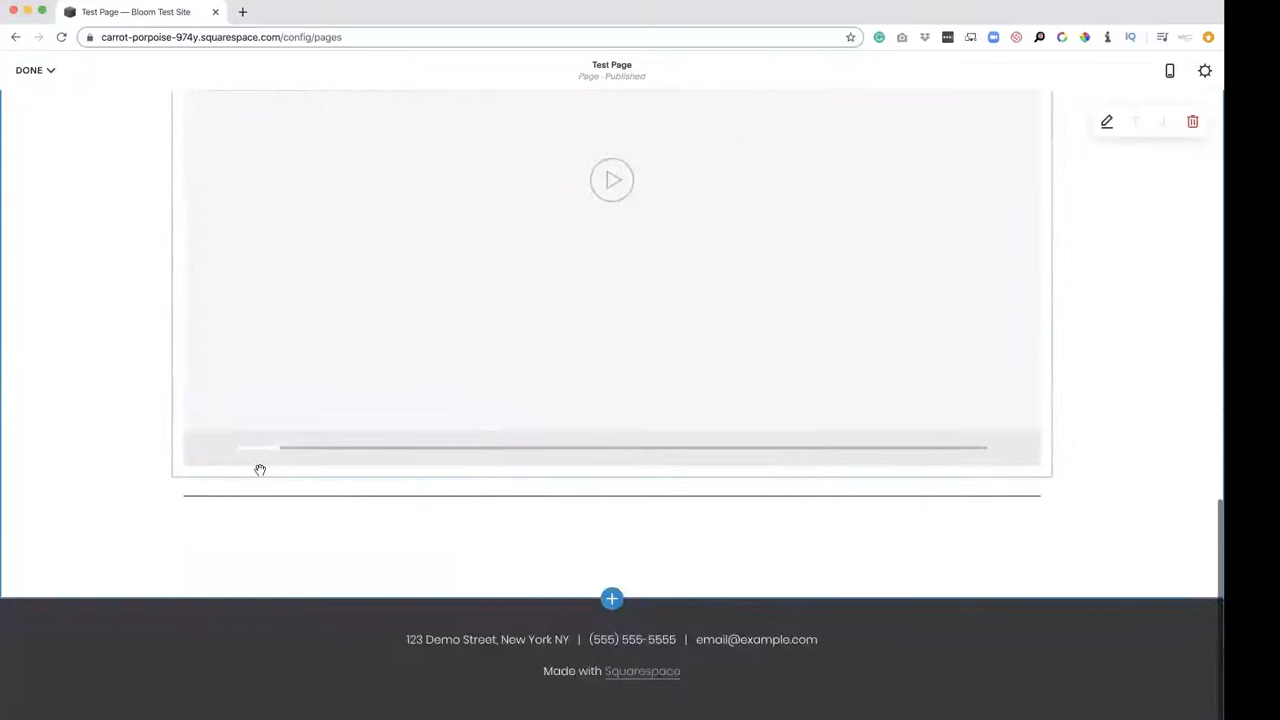 Test Page — Bloom Test Site
carrot-porpoise-974y.squarespace.com/config/pages
DONE
Test Page
Page · Published
123 Demo Street, New York NY | (555) 555-5555 | email@example.com
Made with Squarespace